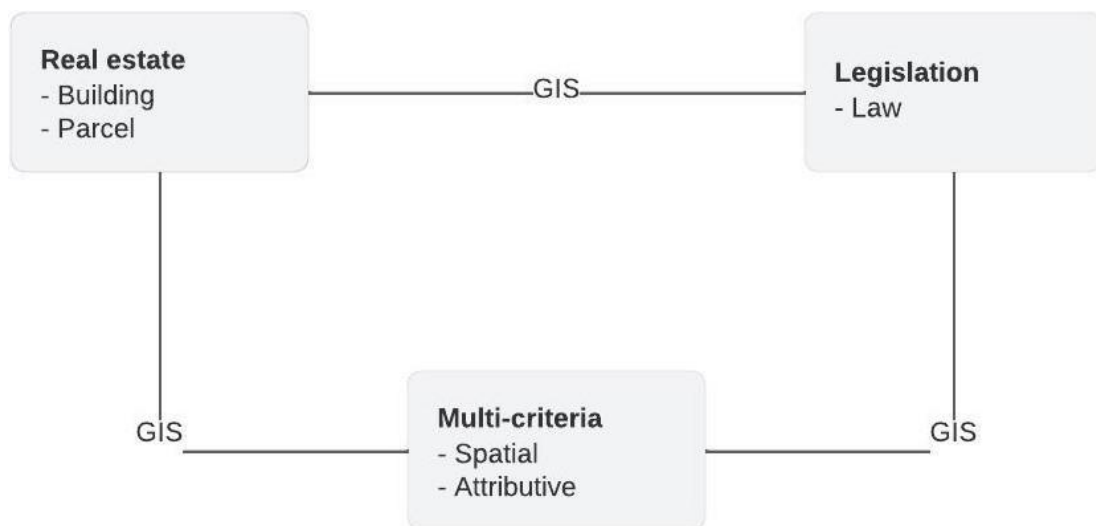 Real estate
- Building
- Parcel
GIS
Legislation
- Law
GIS
Multi-criteria
- Spatial
- Attributive
GIS